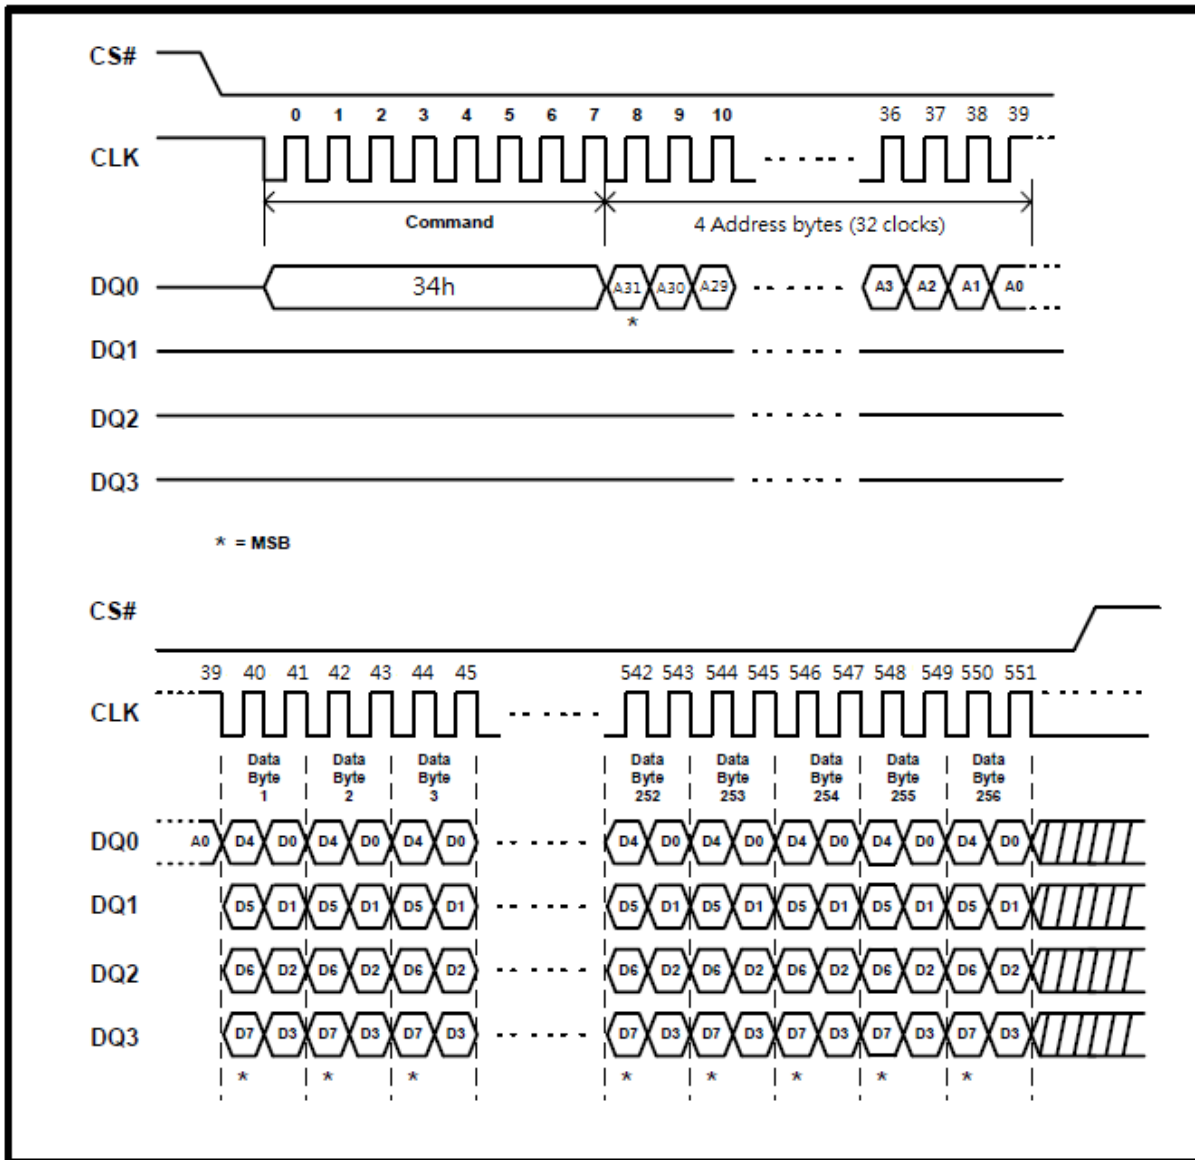 CS#
0 1 2 3 4 5 6 7 8 9 10 36 37 38 39
CLK
Command 4 Address bytes (32 clocks)
DQ0 34h A31 A30 A29 A3 A2 A1 A0
*
DQ1
DQ2
DQ3
* = MSB
CS#
39 40 41 42 43 44 45 542 543 544 545 546 547 548 549 550 551
CLK
Data Data Data Data Data Data Data Data
Byte Byte Byte Byte Byte Byte Byte Byte
1 2 3 252 253 254 255 256
DQ0 A0 D4 D0 D4 D0 D4 D0 D4 D0 D4 D0 D4 D0 D4 D0 D4 D0
DQ1 D5 D1 D5 D1 D5 D1 D5 D1 D5 D1 D5 D1 D5 D1 D5 D1
DQ2 D6 D2 D6 D2 D6 D2 D6 D2 D6 D2 D6 D2 D6 D2 D6 D2
DQ3 D7 D3 D7 D3 D7 D3 D7 D3 D7 D3 D7 D3 D7 D3 D7 D3
* * * * * * * *